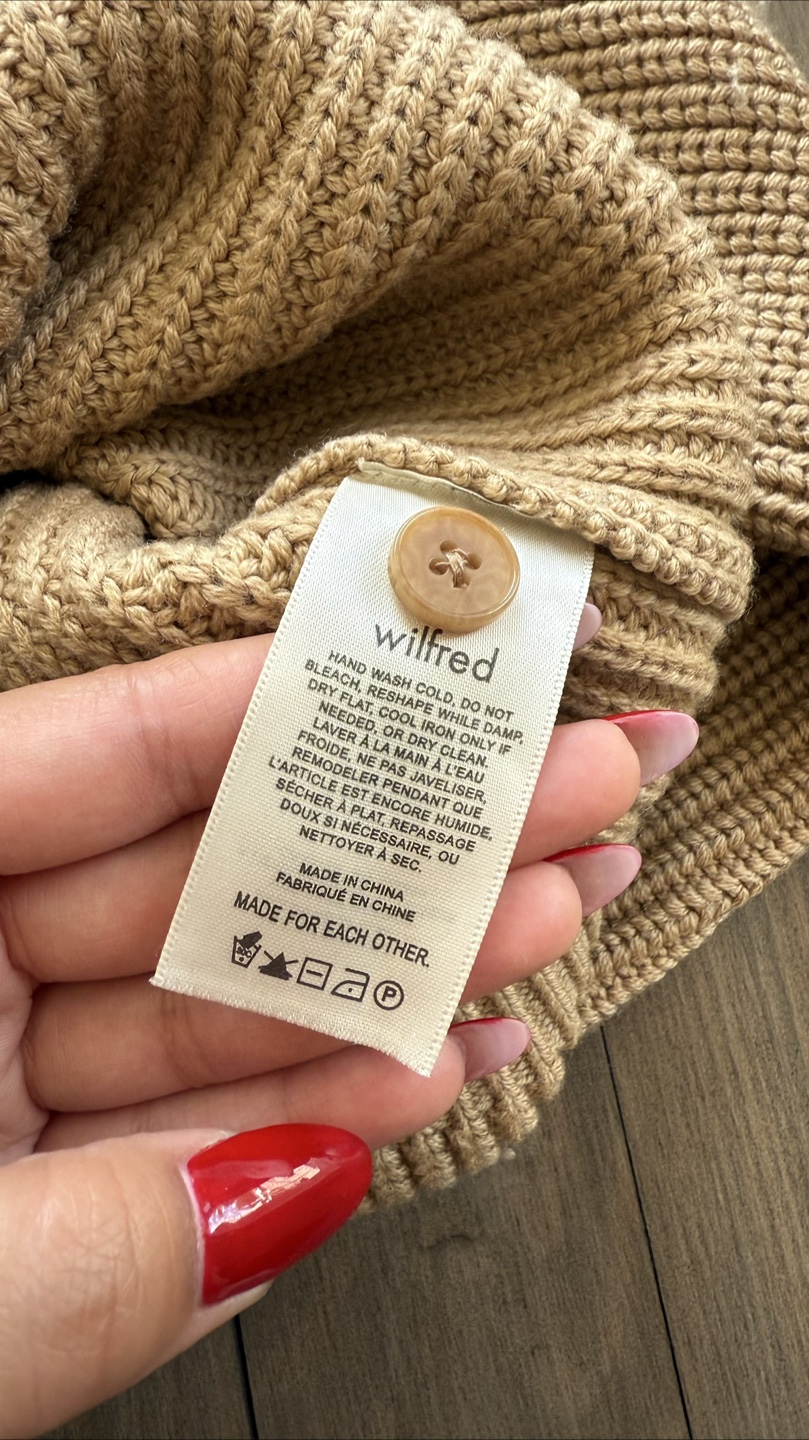 wilfred
HAND WASH COLD, DO NOT
BLEACH, RESHAPE WHILE DAMP,
DRY FLAT, COOL IRON ONLY IF
NEEDED, OR DRY CLEAN.
LAVER À LA MAIN À L'EAU
FROIDE, NE PAS JAVELISER,
REMODELER PENDANT QUE
L'ARTICLE EST ENCORE HUMIDE,
SÉCHER À PLAT, REPASSAGE
DOUX SI NÉCESSAIRE, OU
NETTOYER À SEC.
MADE IN CHINA
FABRIQUÉ EN CHINE
MADE FOR EACH OTHER.
P